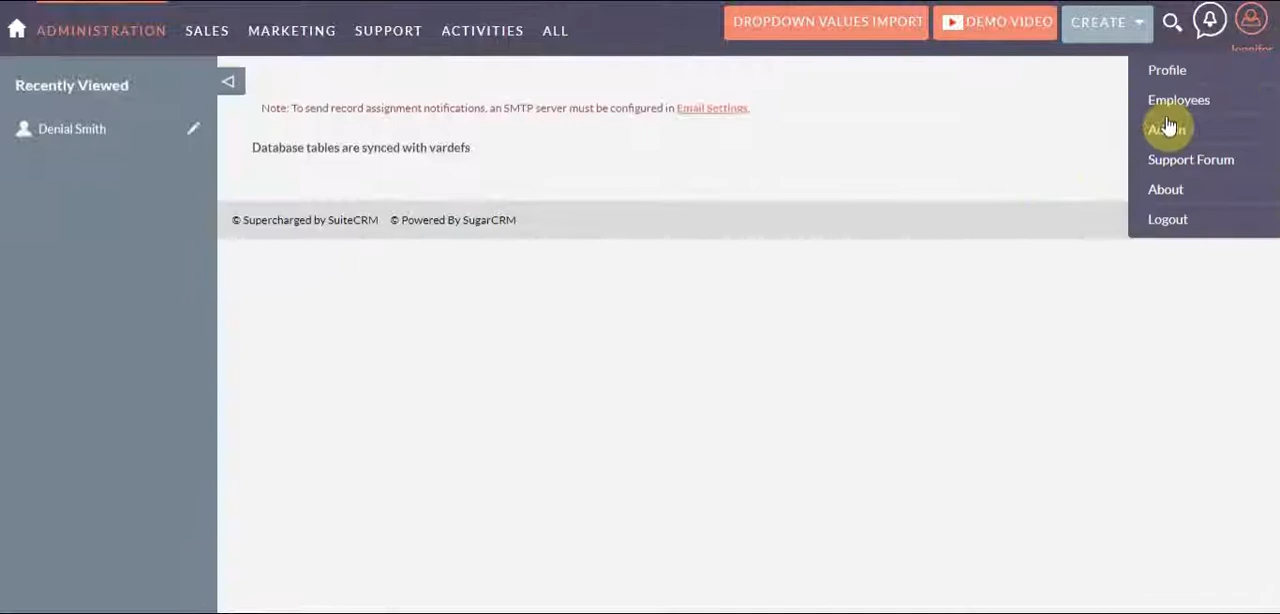 ADMINISTRATION SALES MARKETING SUPPORT ACTIVITIES ALL DROPDOWN VALUES IMPORT DEMO VIDEO CREATE
Recently Viewed
Denial Smith
Note: To send record assignment notifications, an SMTP server must be configured in Email Settings.
Database tables are synced with vardefs
© Supercharged by SuiteCRM © Powered By SugarCRM
Profile
Employees
Support Forum
About
Logout